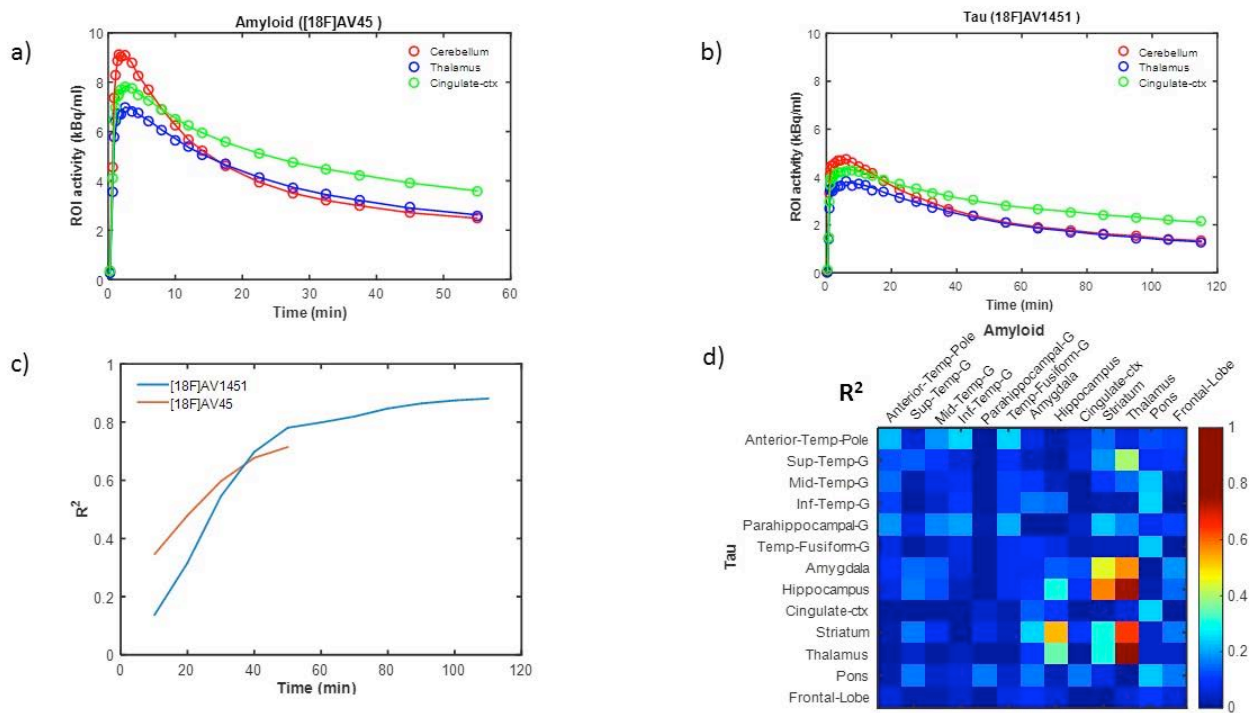 a)
Amyloid ([18F]AV45 )
ROI activity (kBq/ml)
10
8
6
4
2
0
Cerebellum
Thalamus
Cingulate-ctx
0 10 20 30 40 50 60
Time (min)
b)
Tau (18F]AV1451 )
ROI activity (kBq/ml)
10
8
6
4
2
0
Cerebellum
Thalamus
Cingulate-ctx
0 20 40 60 80 100 120
Time (min)
c)
R2
1
0.8
0.6
0.4
0.2
0
[18F]AV1451
[18F]AV45
0 20 40 60 80 100 120
Time (min)
d)
Amyloid
R2
Anterior-Temp-Pole
Sup-Temp-G
Mid-Temp-G
Inf-Temp-G
Parahippocampal-G
Temp-Fusiform-G
Amygdala
Hippocampus
Cingulate-ctx
Striatum
Thalamus
Pons
Frontal-Lobe
Tau
Anterior-Temp-Pole
Sup-Temp-G
Mid-Temp-G
Inf-Temp-G
Parahippocampal-G
Temp-Fusiform-G
Amygdala
Hippocampus
Cingulate-ctx
Striatum
Thalamus
Pons
Frontal-Lobe
1
0.8
0.6
0.4
0.2
0